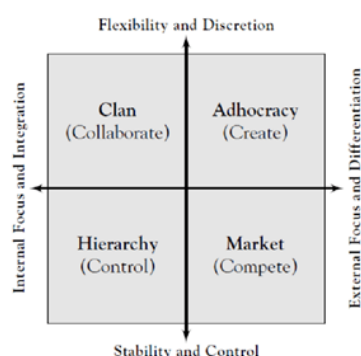 Flexibility and Discretion
Internal Focus and Integration
Clan
(Collaborate)
Adhocracy
(Create)
External Focus and Differentiation
Hierarchy
(Control)
Market
(Compete)
Stability and Control